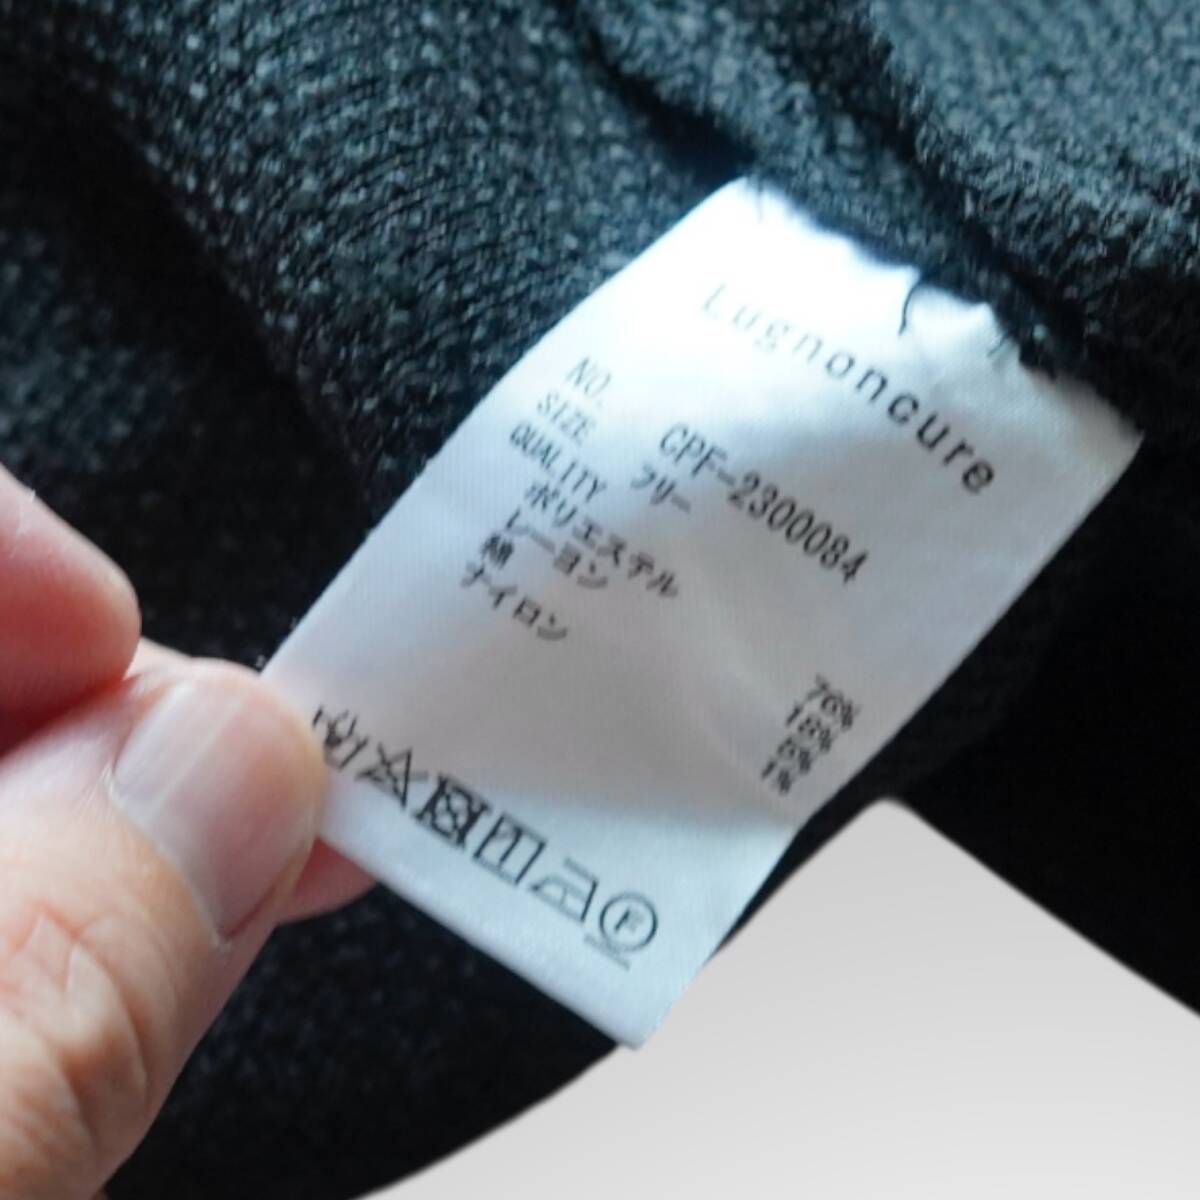 Lugnoncure
NO. CPF-2300084
SIZE フリー
QUALITY
ポリエステル 76%
レーヨン 18%
綿 5%
ナイロン 1%
F